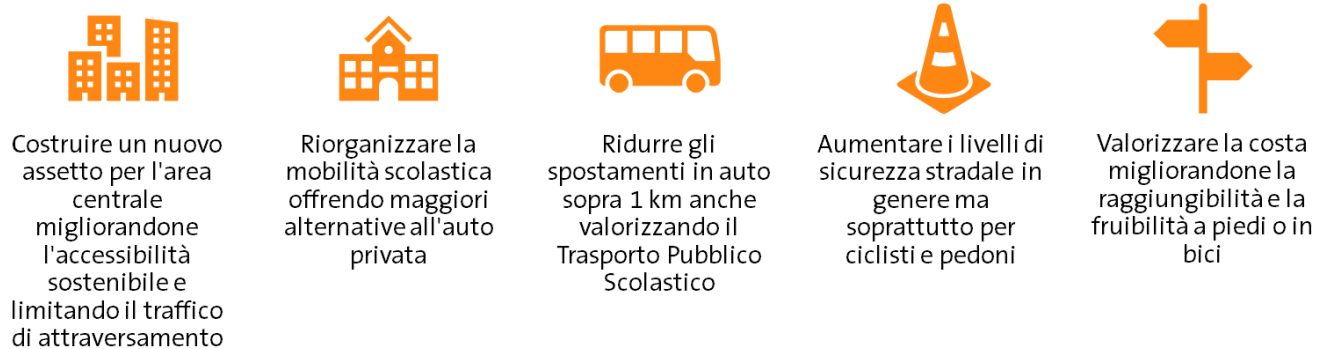 Costruire un nuovo
assetto per l'area
centrale
migliorandone
l'accessibilità
sostenibile e
limitando il traffico
di attraversamento
Riorganizzare la
mobilità scolastica
offrendo maggiori
alternative all'auto
privata
Ridurre gli
spostamenti in auto
sopra 1 km anche
valorizzando il
Trasporto Pubblico
Scolastico
Aumentare i livelli di
sicurezza stradale in
genere ma
soprattutto per
ciclisti e pedoni
Valorizzare la costa
migliorandone la
raggiungibilità e la
fruibilità a piedi o in
bici